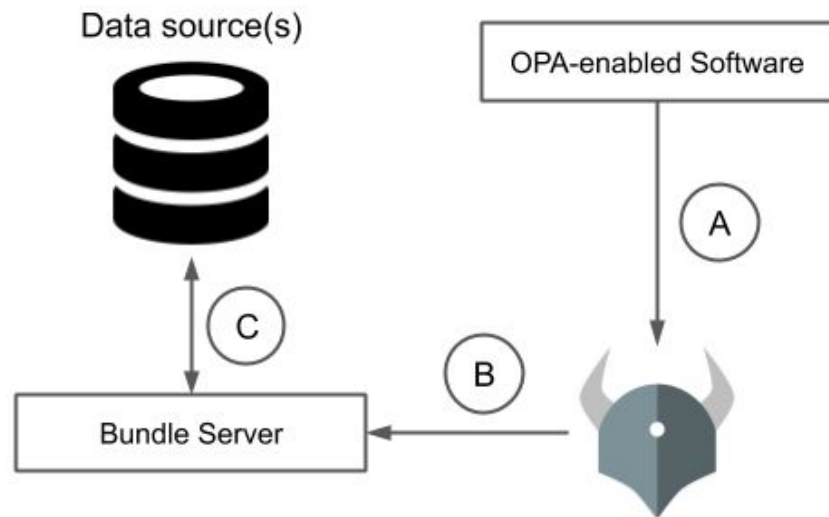 Data source(s)
OPA-enabled Software
A
C
B
Bundle Server